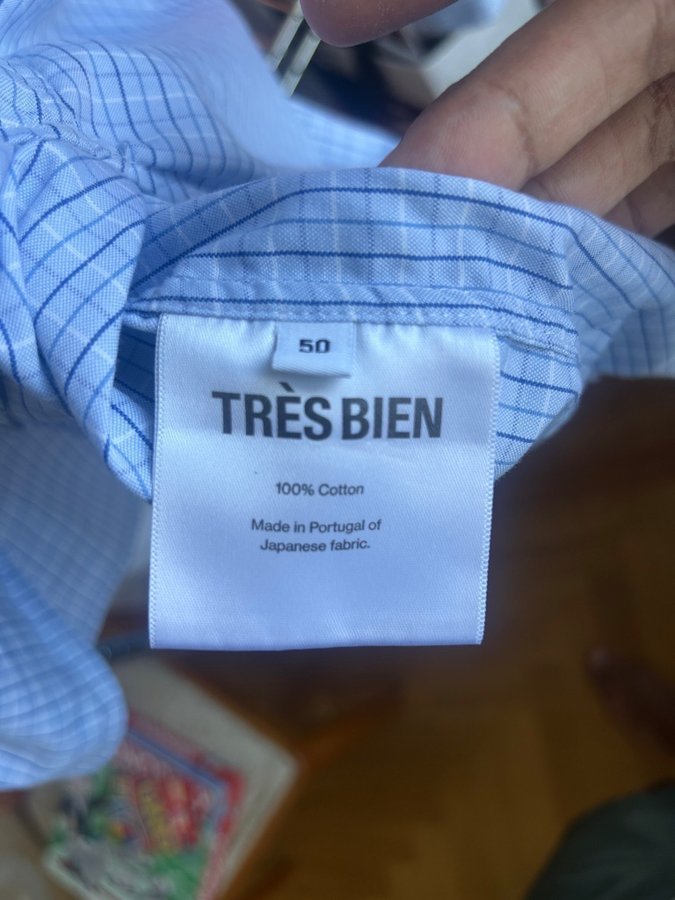 50
TRÈS BIEN
100% Cotton
Made in Portugal of
Japanese fabric.